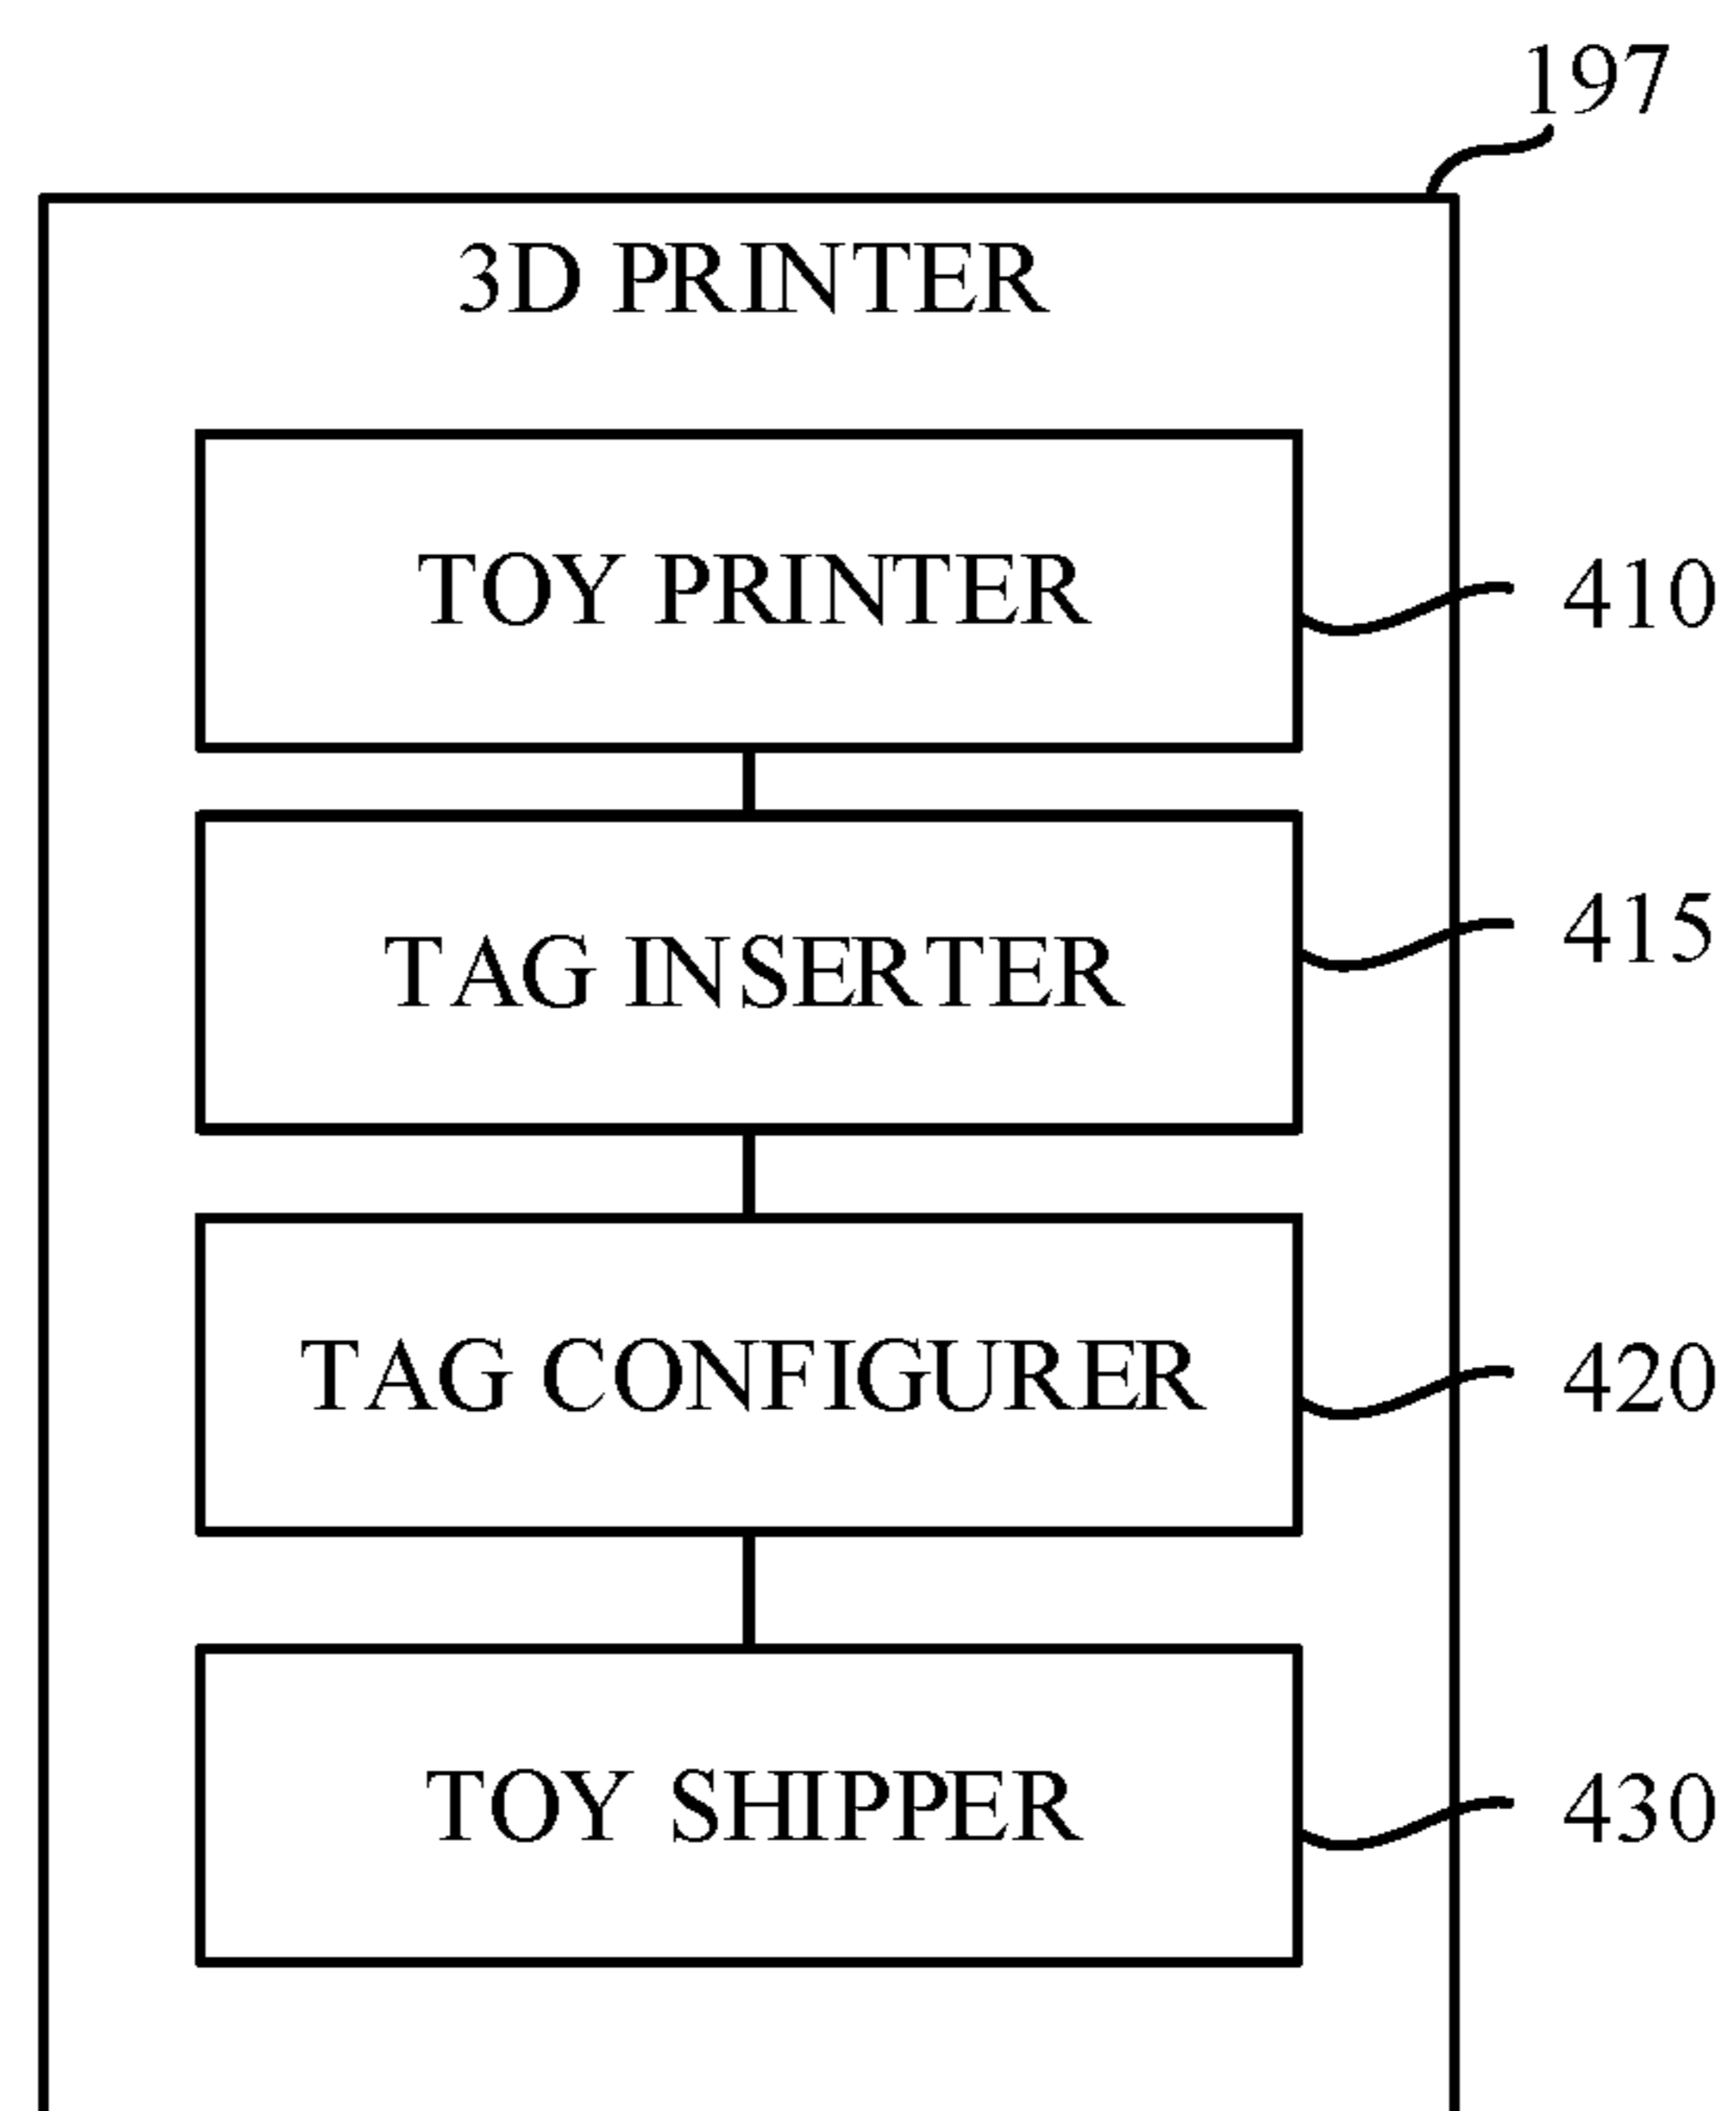 197
3D PRINTER
TOY PRINTER
410
TAG INSERTER
415
TAG CONFIGURER
420
TOY SHIPPER
430